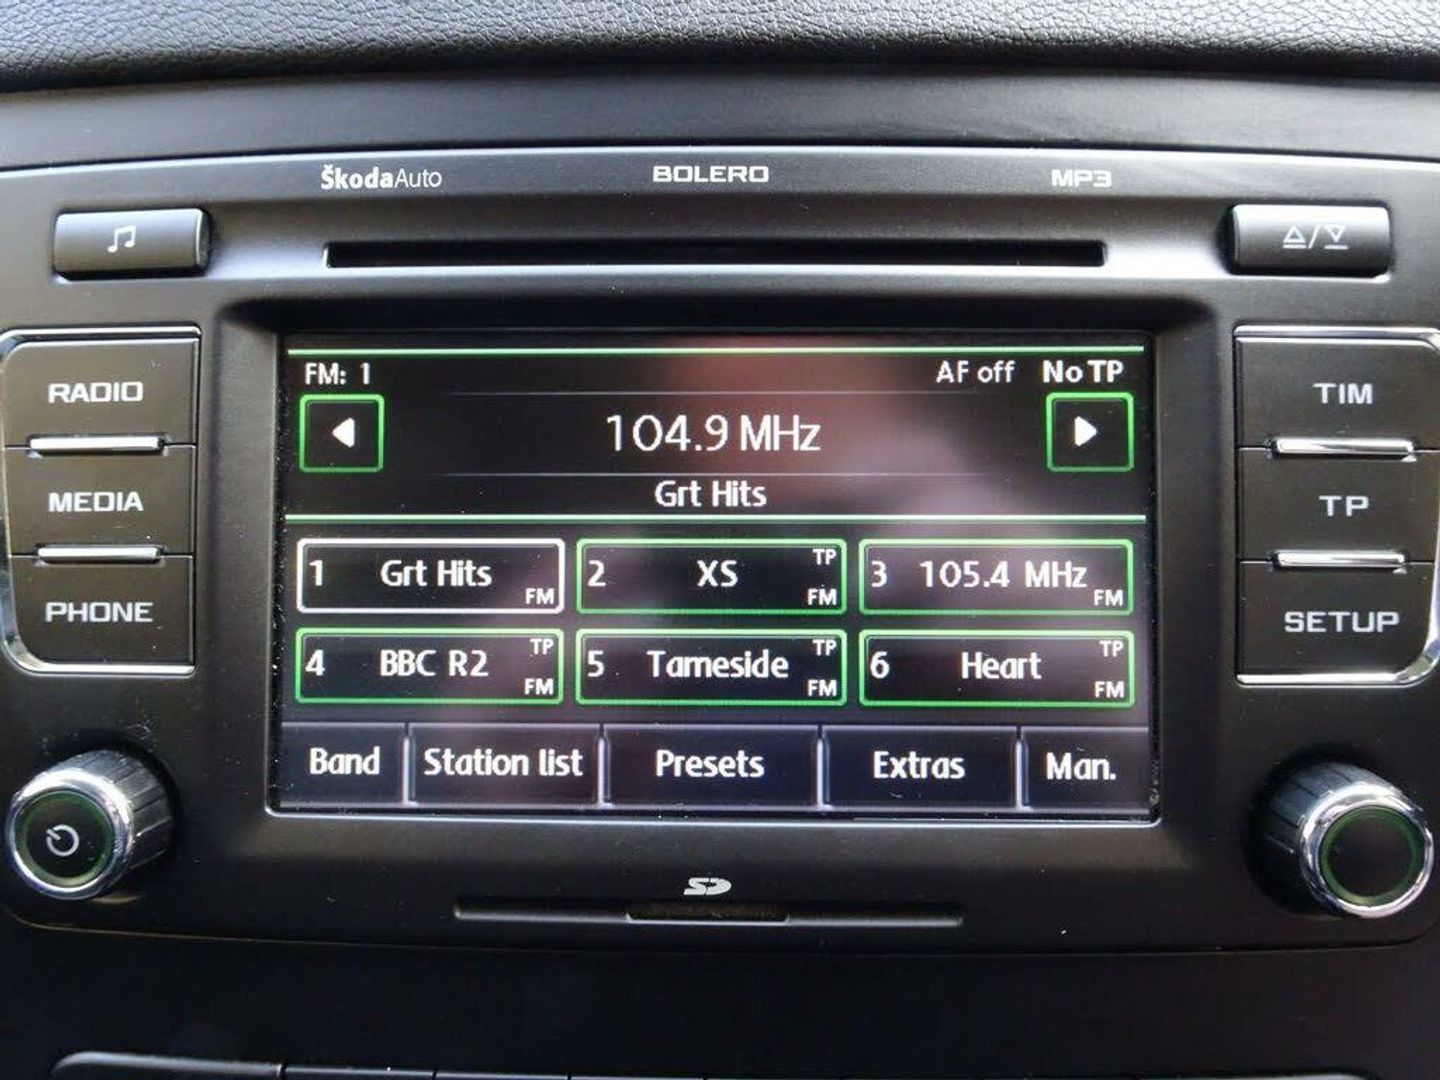 ŠkodaAuto BOLERO MP3
RADIO
MEDIA
PHONE
FM: 1 AF off No TP
104.9 MHz
Grt Hits
1 Grt Hits FM
2 XS TP FM
3 105.4 MHz FM
4 BBC R2 TP FM
5 Tameside TP FM
6 Heart TP FM
Band Station list Presets Extras Man.
TIM
TP
SETUP
SD